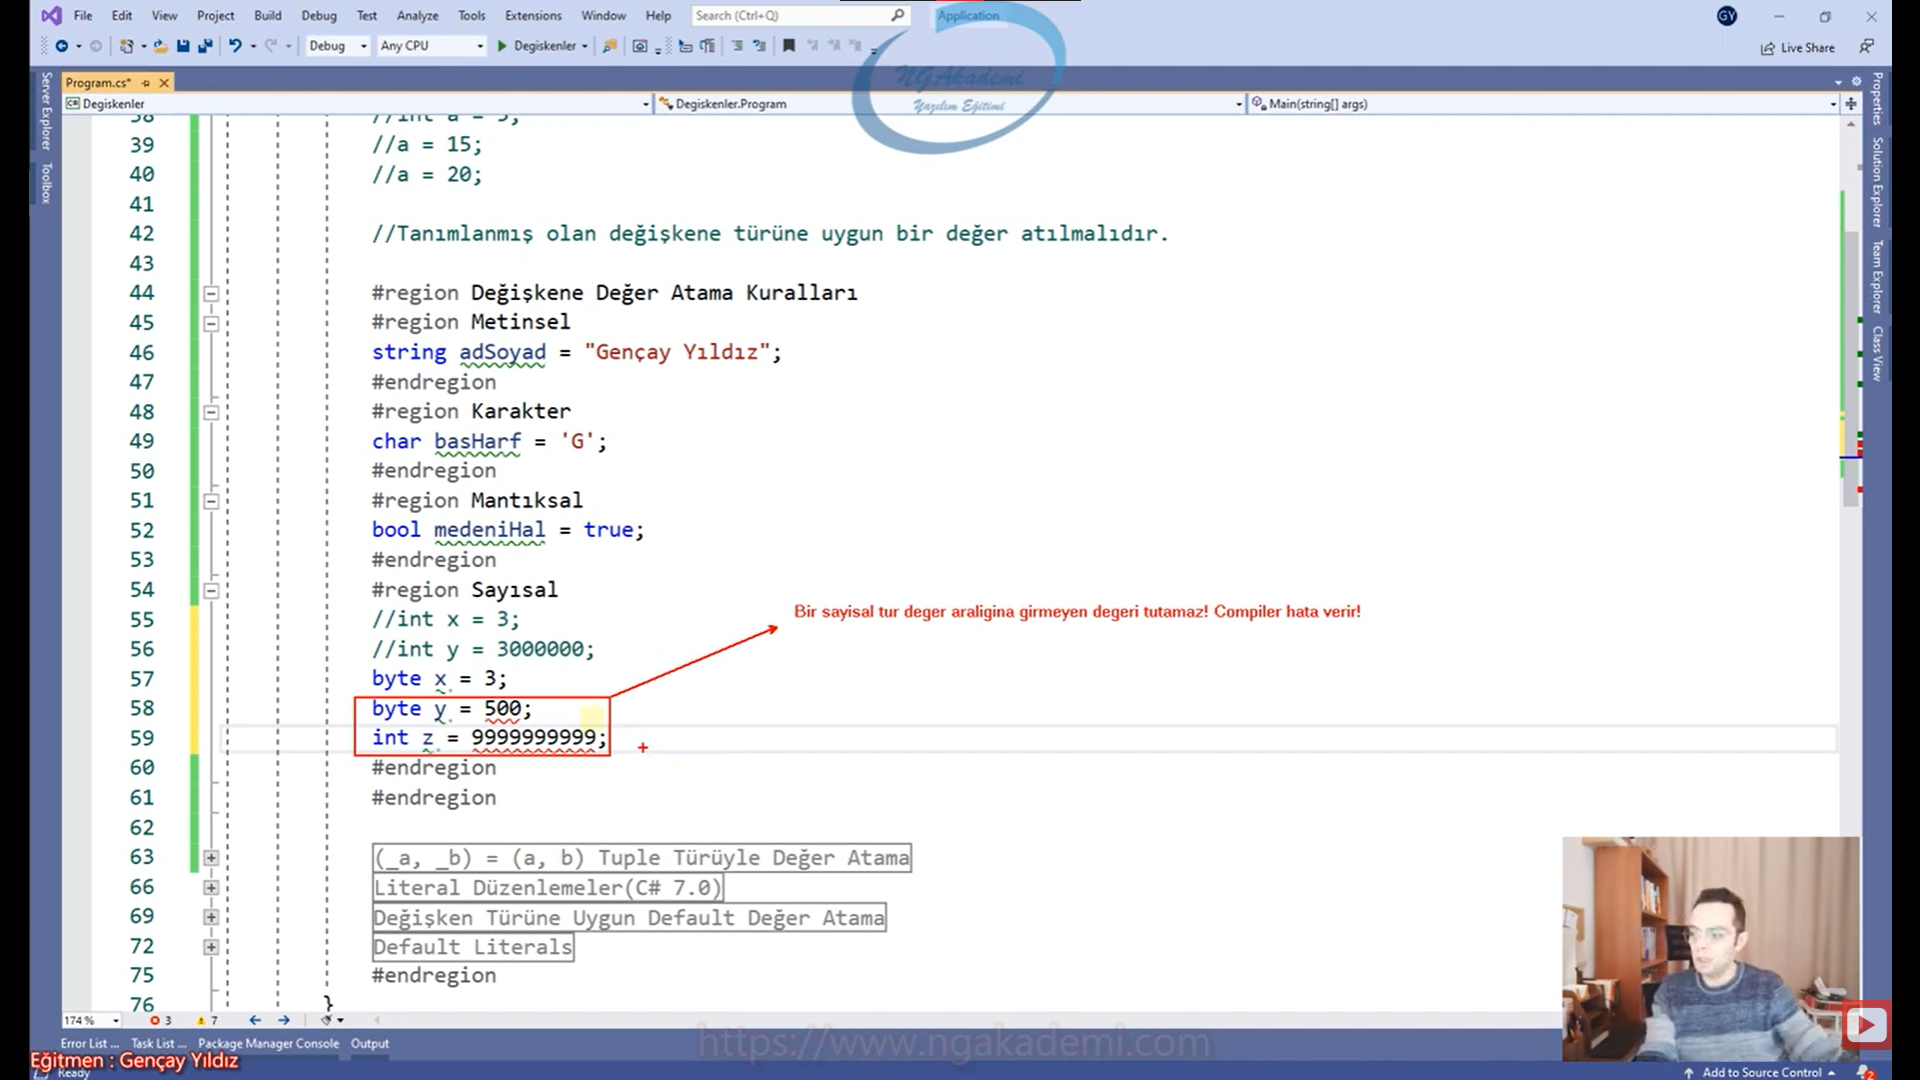 File Edit View Project Build Debug Test Analyze Tools Extensions Window Help Search (Ctrl+Q) Application GY
Debug Any CPU Degiskenler Live Share
NGAkademi
Yazılım Eğitimi
Program.cs*
Degiskenler Degiskenler.Program Main(string[] args)
Server Explorer
Toolbox
Properties
Solution Explorer
Team Explorer
Class View
38 //int a = 5;
39 //a = 15;
40 //a = 20;
41
42 //Tanımlanmış olan değişkene türüne uygun bir değer atılmalıdır.
43
44 #region Değişkene Değer Atama Kuralları
45 #region Metinsel
46 string adSoyad = "Gençay Yıldız";
47 #endregion
48 #region Karakter
49 char basHarf = 'G';
50 #endregion
51 #region Mantıksal
52 bool medeniHal = true;
53 #endregion
54 #region Sayısal
55 //int x = 3;
Bir sayisal tur deger araligina girmeyen degeri tutamaz! Compiler hata verir!
56 //int y = 3000000;
57 byte x = 3;
58 byte y = 500;
59 int z = 9999999999;
60 #endregion
61 #endregion
62
63 (_a, _b) = (a, b) Tuple Türüyle Değer Atama
66 Literal Düzenlemeler(C# 7.0)
69 Değişken Türüne Uygun Default Değer Atama
72 Default Literals
75 #endregion
76 }
174 % 3 7
Error List ... Task List ... Package Manager Console Output
https://www.ngakademi.com
Eğitmen : Gençay Yıldız
Ready Add to Source Control 2